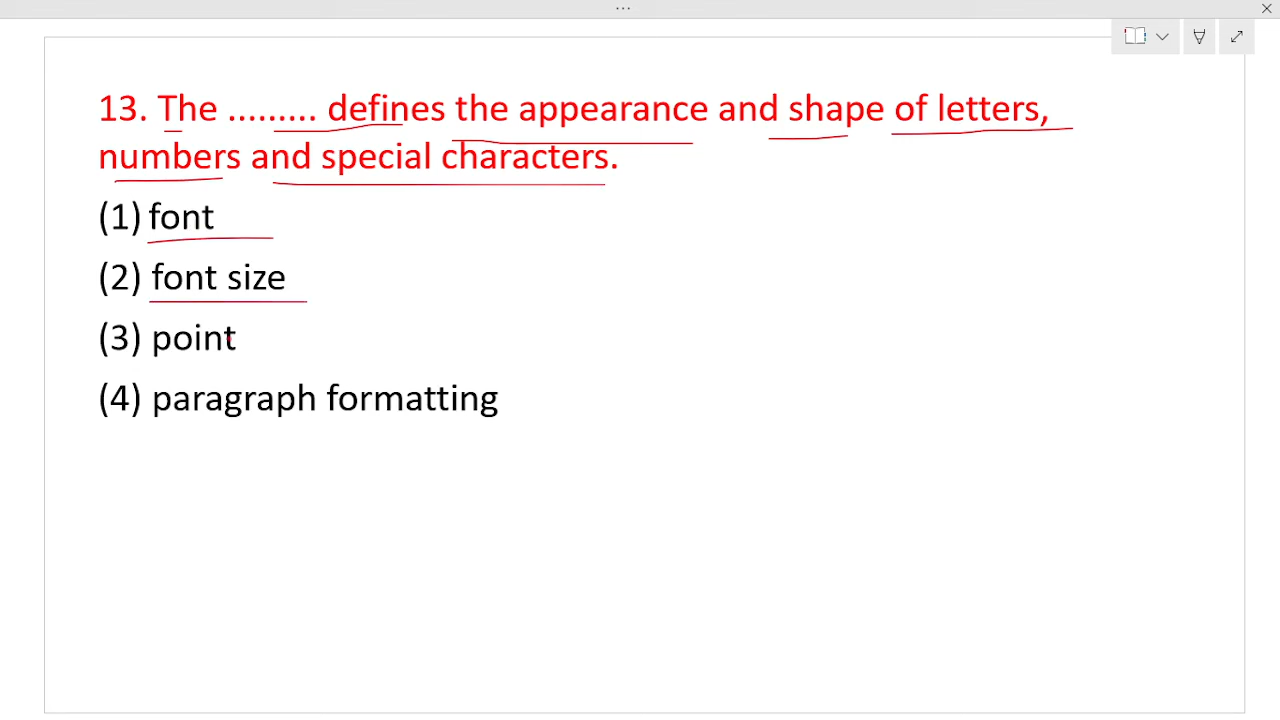 13. The ......... defines the appearance and shape of letters,
numbers and special characters.
(1) font
(2) font size
(3) point
(4) paragraph formatting